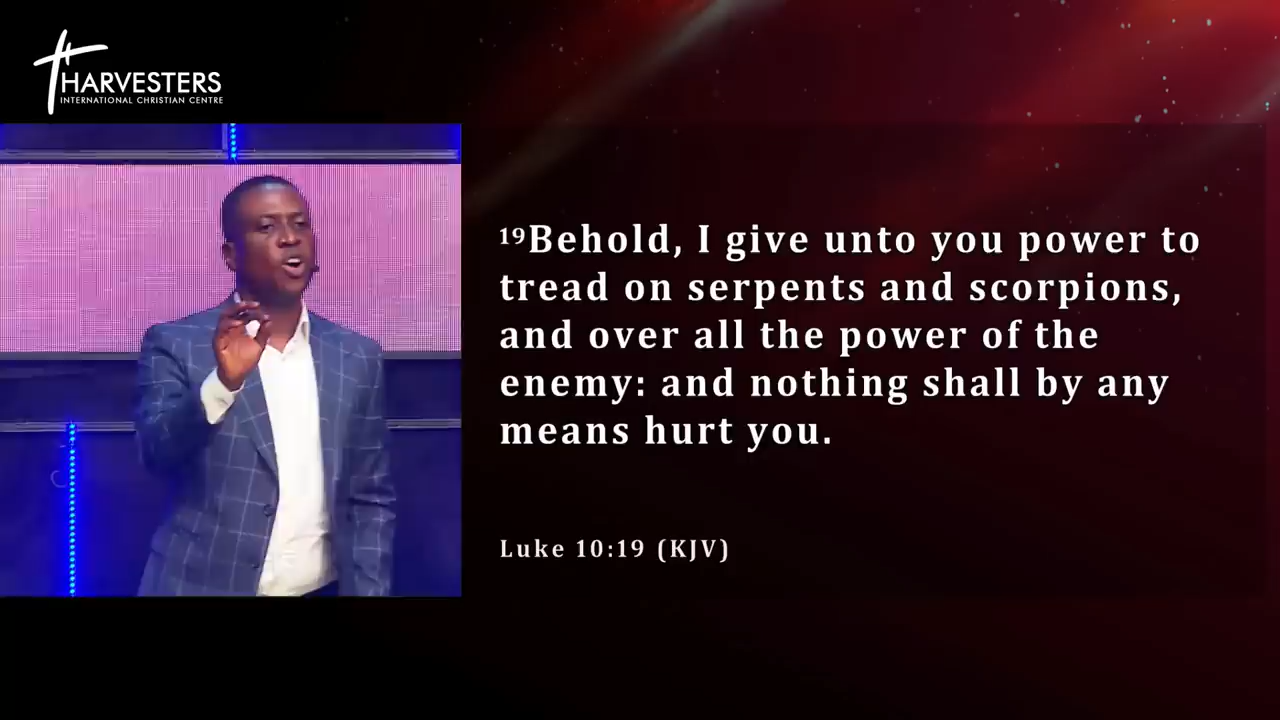 HARVESTERS
INTERNATIONAL CHRISTIAN CENTRE
19Behold, I give unto you power to
tread on serpents and scorpions,
and over all the power of the
enemy: and nothing shall by any
means hurt you.
Luke 10:19 (KJV)